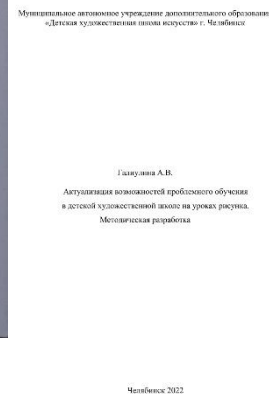 Муниципальное автономное учреждение дополнительного образования
«Детская художественная школа искусств» г. Челябинск
Галиулина А.В.
Актуализация возможностей проблемного обучения
в детской художественной школе на уроках рисунка.
Методическая разработка
Челябинск 2022